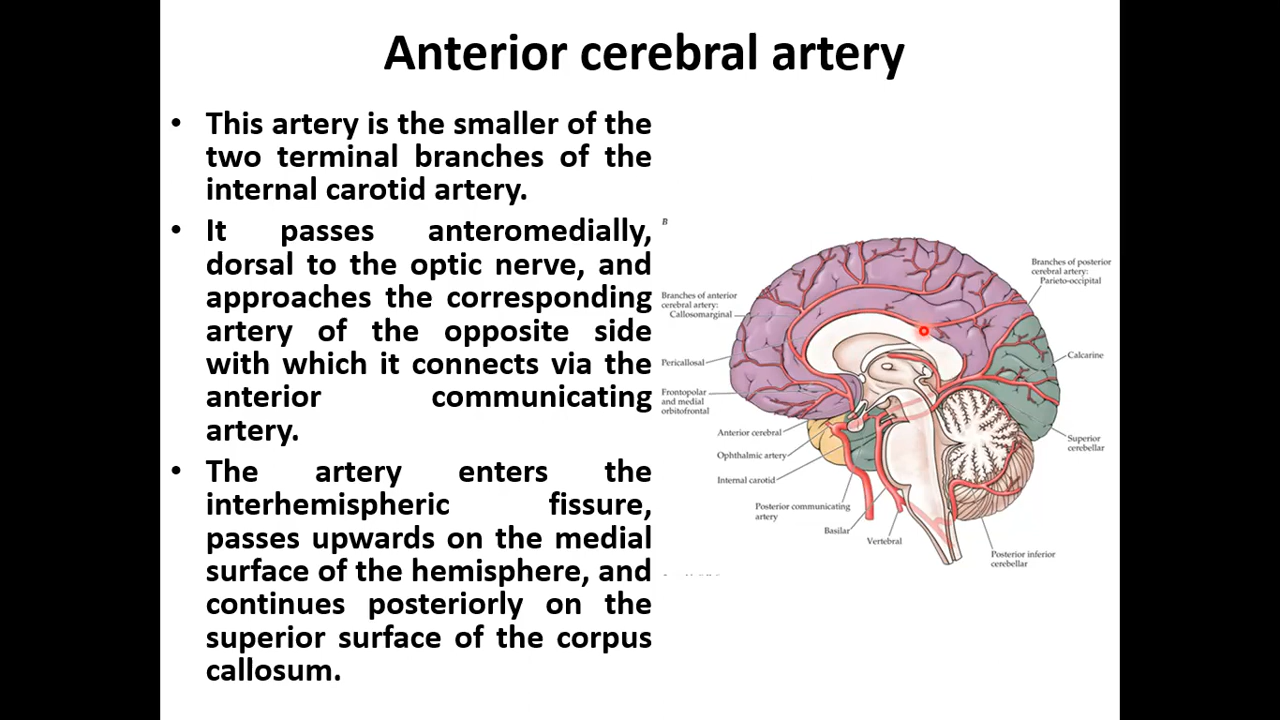 Anterior cerebral artery
• This artery is the smaller of the
two terminal branches of the
internal carotid artery.
• It passes anteromedially,
dorsal to the optic nerve, and
approaches the corresponding
artery of the opposite side
with which it connects via the
anterior communicating
artery.
• The artery enters the
interhemispheric fissure,
passes upwards on the medial
surface of the hemisphere, and
continues posteriorly on the
superior surface of the corpus
callosum.
B
Branches of anterior
cerebral artery:
Callosomarginal
Pericallosal
Frontopolar
and medial
orbitofrontal
Anterior cerebral
Ophthalmic artery
Internal carotid
Posterior communicating
artery
Basilar
Vertebral
Branches of posterior
cerebral artery:
Parieto-occipital
Calcarine
Superior
cerebellar
Posterior inferior
cerebellar